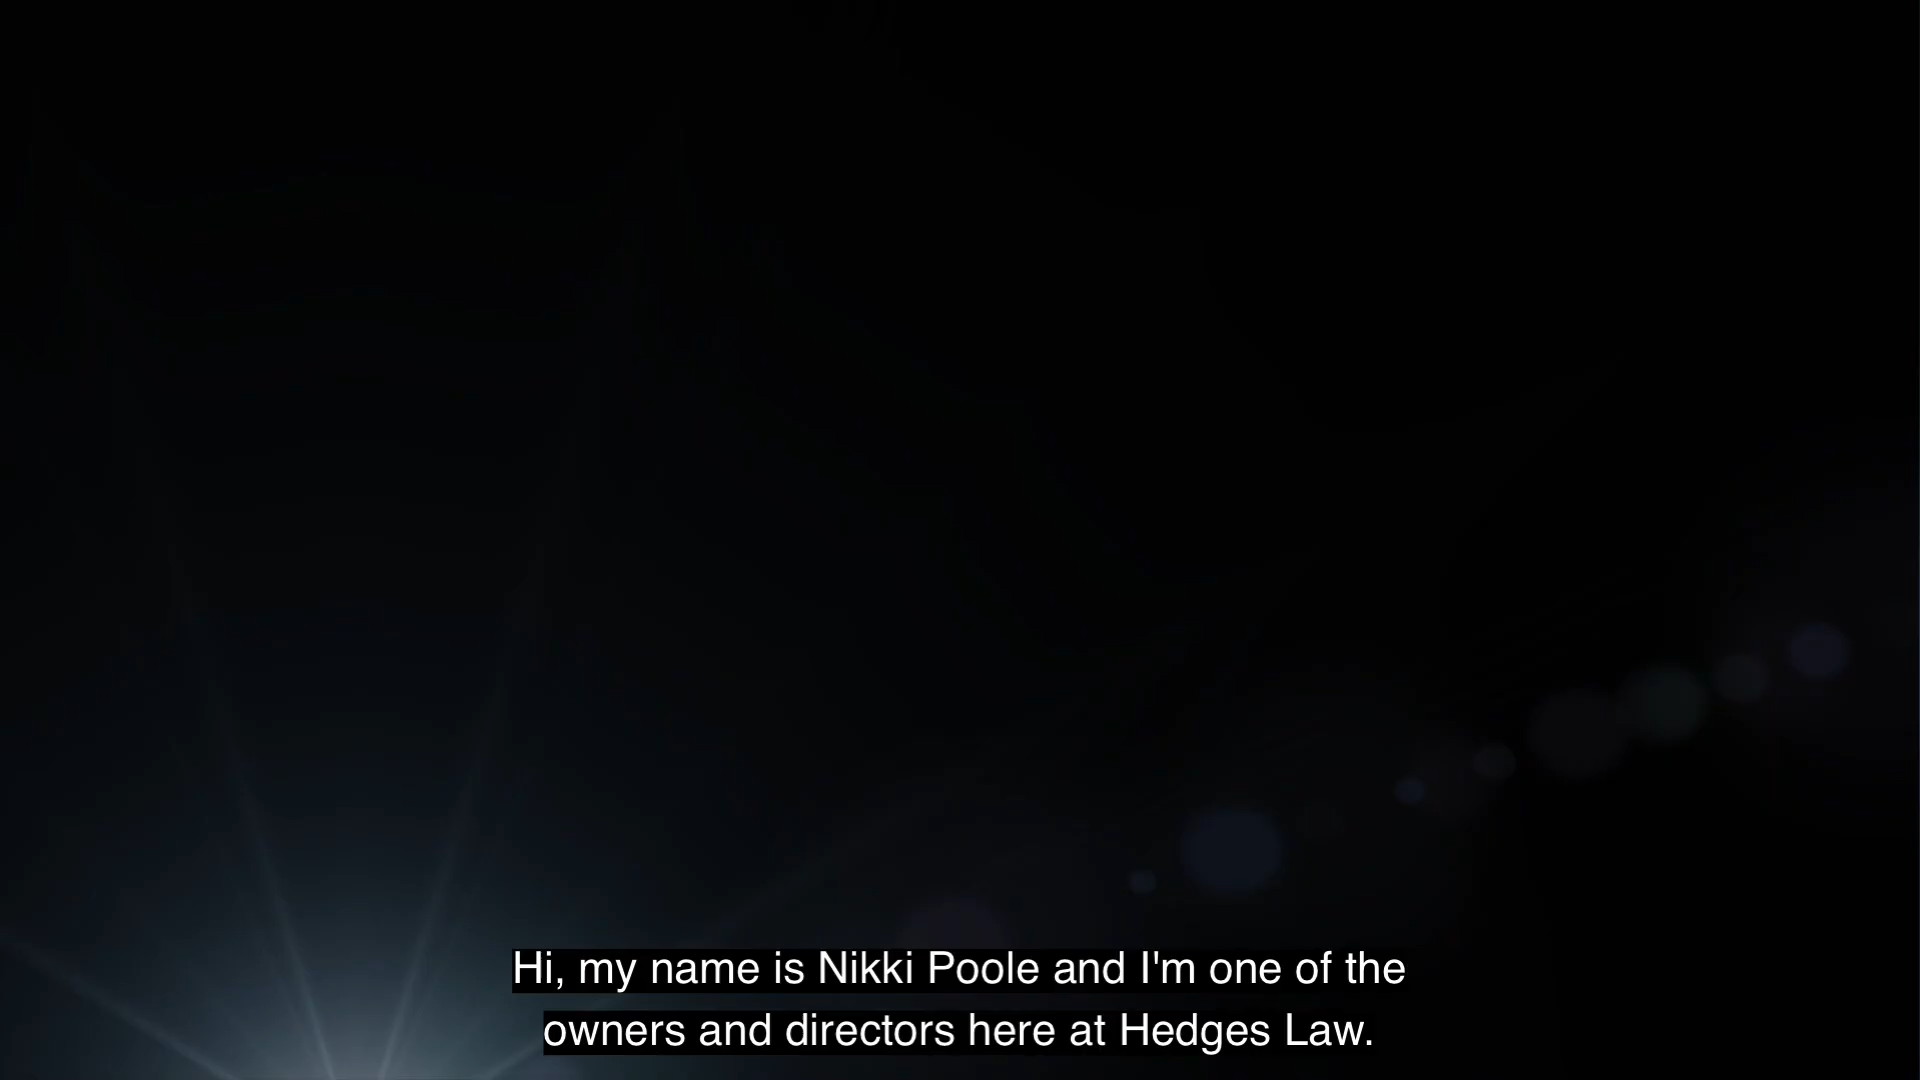 Hi, my name is Nikki Poole and I'm one of the
owners and directors here at Hedges Law.